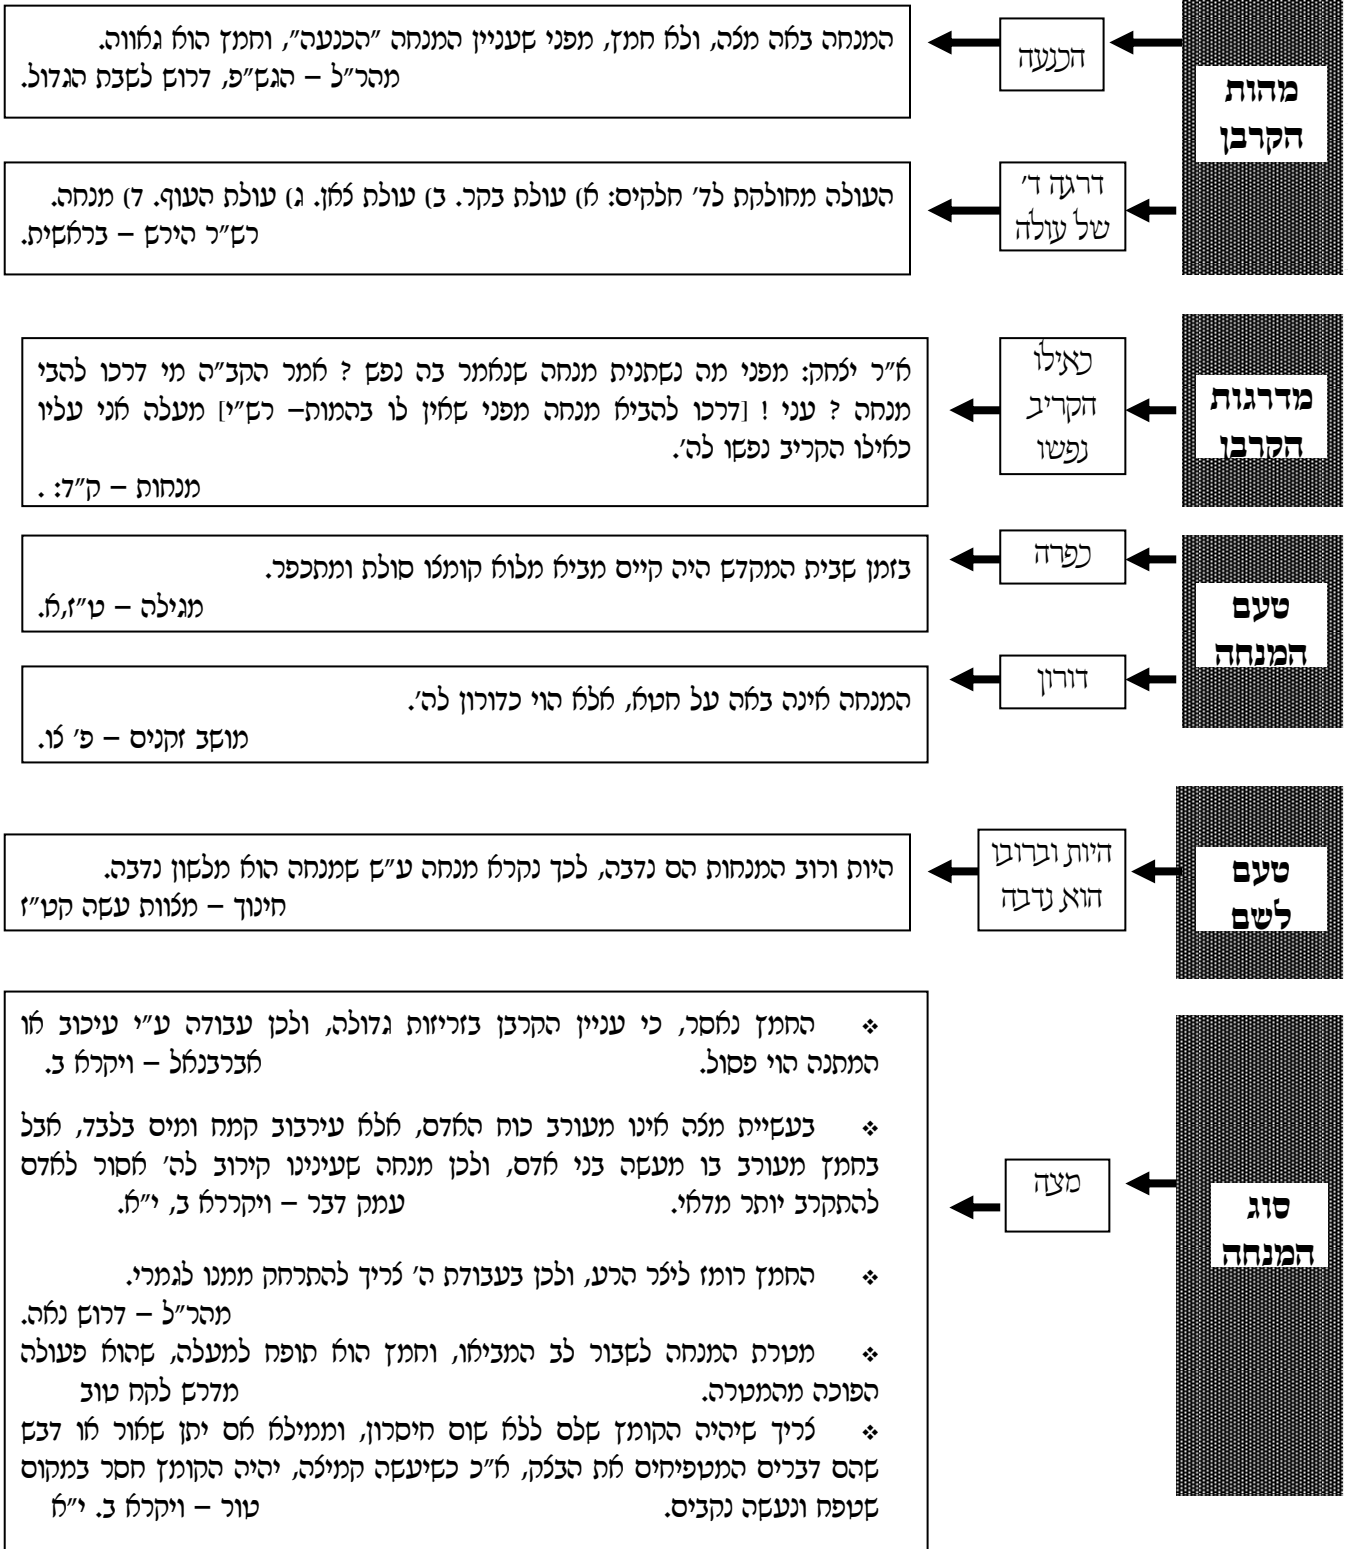 מהות
הקרבן
הכנעה
המנחה באה מצה, ולא חמץ, מפני שעניין המנחה "הכנעה", וחמץ הוא גאווה.
מהר"ל – הגש"פ, דרוש לשבת הגדול.
דרגה ד'
של עולה
העולה מחולקת לד' חלקים: א) עולת בקר. ב) עולת צאן. ג) עולת העוף. ד) מנחה.
רש"ר הירש – בראשית.
מדרגות
הקרבן
כאילו
הקריב
נפשו
א"ר יצחק: מפני מה נשתנית מנחה שנאמר בה נפש ? אמר הקב"ה מי דרכו להבי
מנחה ? עני ! [דרכו להביא מנחה מפני שאין לו בהמות– רש"י] מעלה אני עליו
כאילו הקריב נפשו לה'.
מנחות – ק"ד: .
טעם
המנחה
כפרה
בזמן שבית המקדש היה קיים מביא מלוא קומצו סולת ומתכפר.
מגילה – ט"ז,א.
דורון
המנחה אינה באה על חטא, אלא הוי כדורון לה'.
מושב זקנים – פ' צו.
טעם
לשם
היות וברובו
הוא נדבה
היות ורוב המנחות הם נדבה, לכך נקרא מנחה ע"ש שמנחה הוא מלשון נדבה.
חינוך – מצוות עשה קט"ז
סוג
המנחה
מצה
❖ החמץ נאסר, כי עניין הקרבן בזריזות גדולה, ולכן עבודה ע"י עיכוב או
המתנה הוי פסול. אברבנאל – ויקרא ב.
❖ בעשיית מצה אינו מעורב כוח האדם, אלא עירבוב קמח ומים בלבד, אבל
בחמץ מעורב בו מעשה בני אדם, ולכן מנחה שעינינו קירוב לה' אסור לאדם
להתקרב יותר מדאי. עמק דבר – ויקררא ב, י"א.
❖ החמץ רומז ליצר הרע, ולכן בעבודת ה' צריך להתרחק ממנו לגמרי.
מהר"ל – דרוש נאה.
❖ מטרת המנחה לשבור לב המביאו, וחמץ הוא תופח למעלה, שהוא פעולה
הפוכה מהמטרה. מדרש לקח טוב
❖ צריך שיהיה הקומץ שלם ללא שום חיסרון, וממילא אם יתן שאור או דבש
שהם דברים המטפיחים את הבצק, א"כ כשיעשה קמיצה, יהיה הקומץ חסר במקום
שטפח ונעשה נקבים. טור – ויקרא ב. י"א